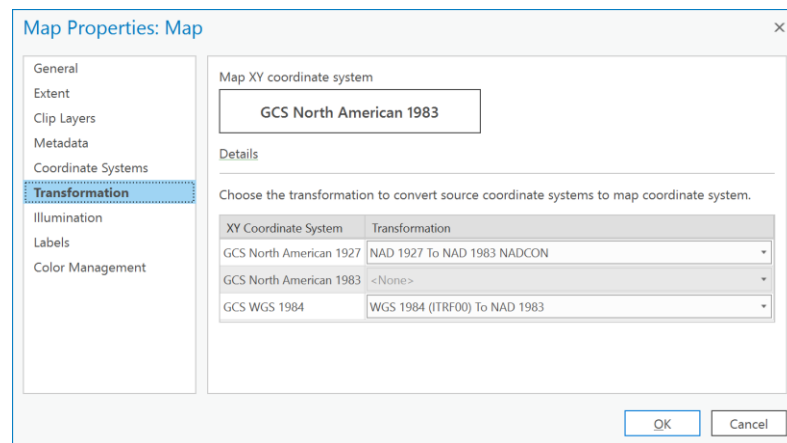 Map Properties: Map
×
General
Extent
Clip Layers
Metadata
Coordinate Systems
Transformation
Illumination
Labels
Color Management
Map XY coordinate system
GCS North American 1983
Details
Choose the transformation to convert source coordinate systems to map coordinate system.
XY Coordinate System Transformation
GCS North American 1927 NAD 1927 To NAD 1983 NADCON
GCS North American 1983 <None>
GCS WGS 1984 WGS 1984 (ITRF00) To NAD 1983
OK Cancel